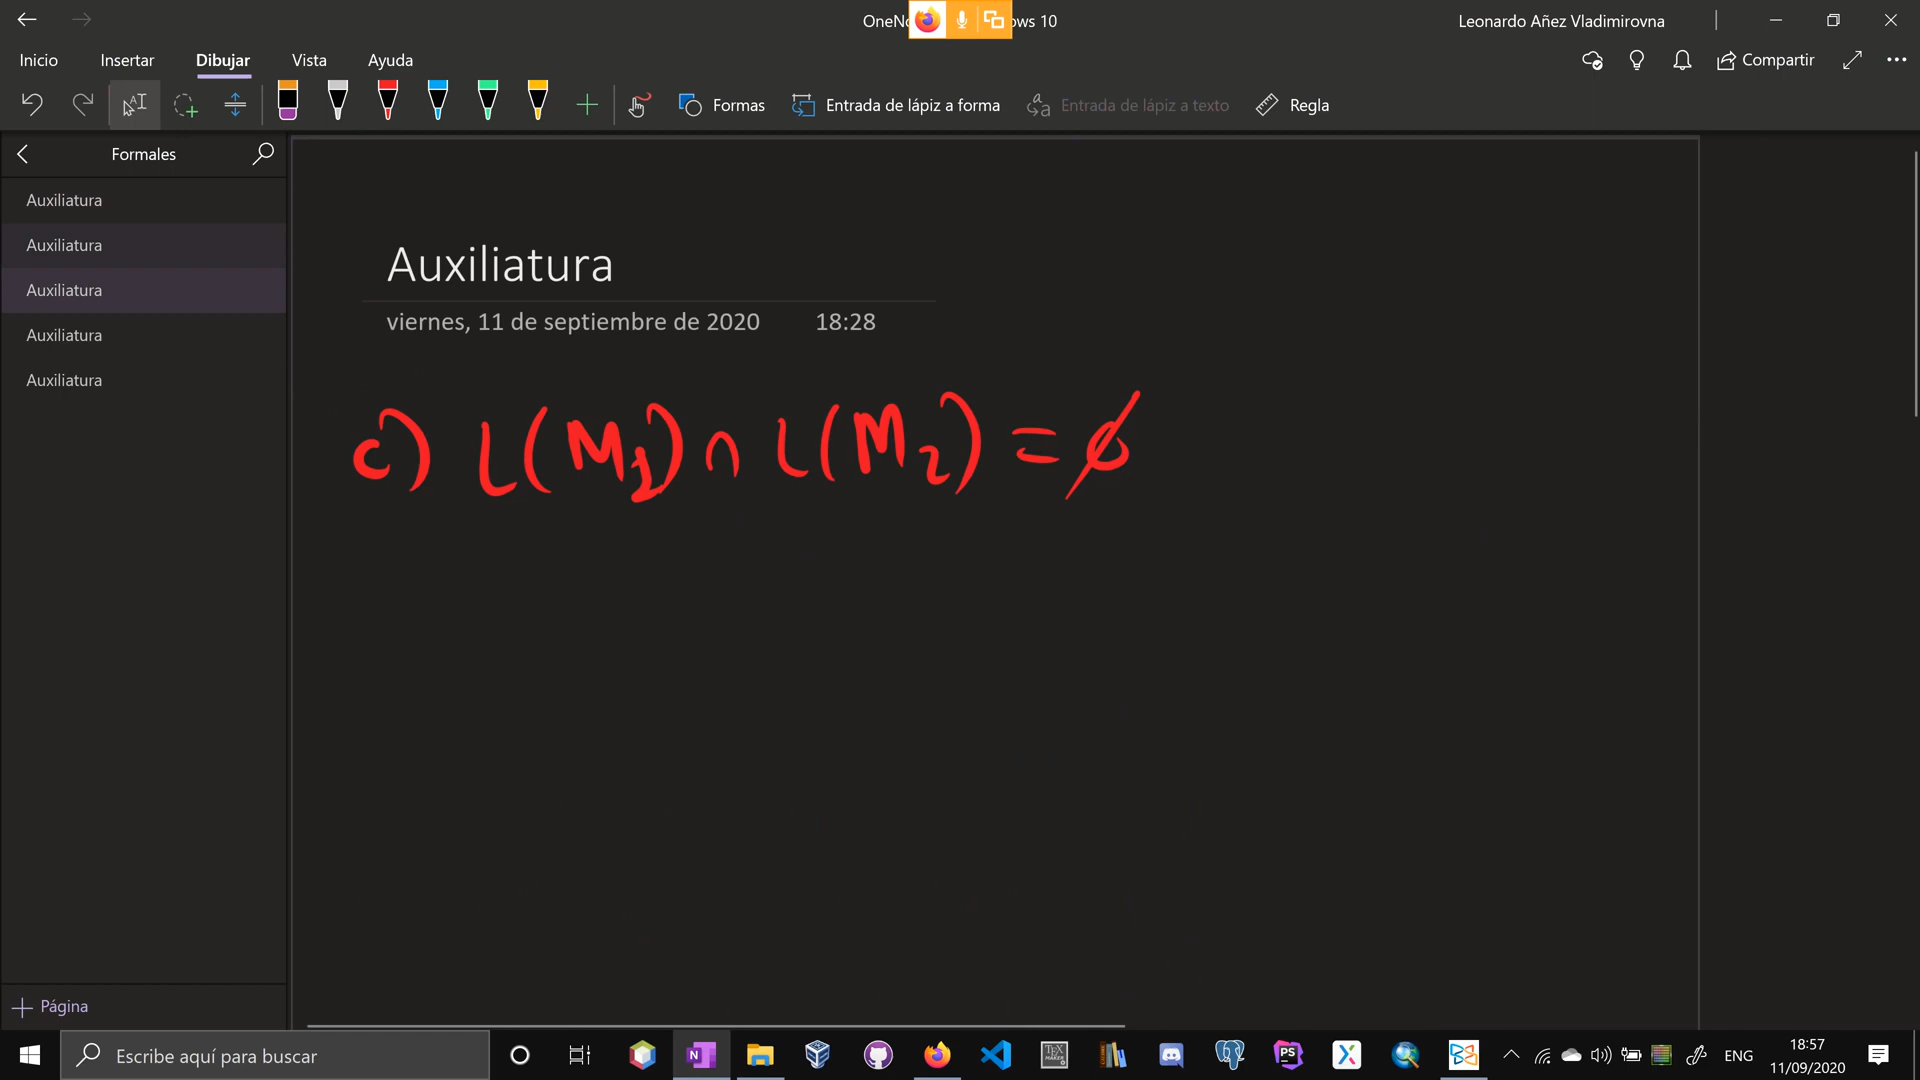 OneNo
ows 10
Leonardo Añez Vladimirovna
Inicio
Insertar
Dibujar
Vista
Ayuda
Compartir
Formas
Entrada de lápiz a forma
Entrada de lápiz a texto
Regla
Formales
Auxiliatura
Auxiliatura
Auxiliatura
Auxiliatura
Auxiliatura
Auxiliatura
viernes, 11 de septiembre de 2020 18:28
c) L(M₁) ∩ L(M₂) = ∅
Página
Escribe aquí para buscar
ENG
18:57
11/09/2020